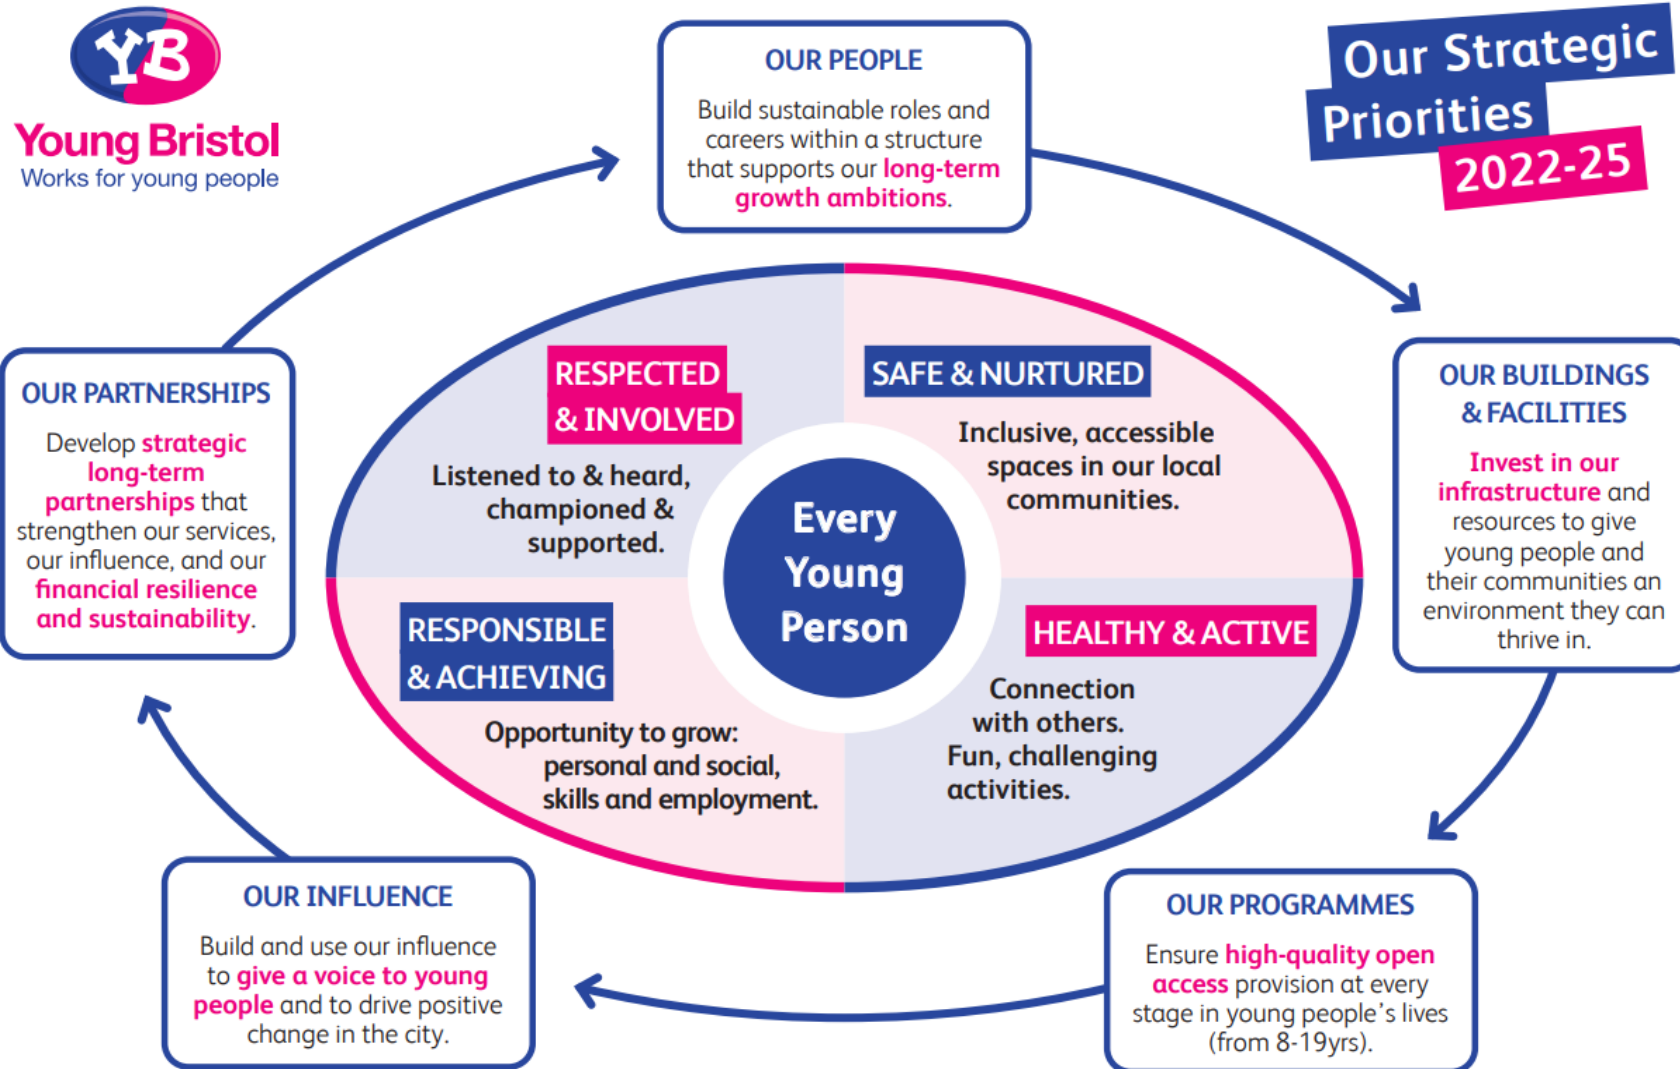 YB
Young Bristol
Works for young people
Our Strategic
Priorities
2022-25
OUR PEOPLE
Build sustainable roles and
careers within a structure
that supports our long-term
growth ambitions.
OUR BUILDINGS
& FACILITIES
Invest in our
infrastructure and
resources to give
young people and
their communities an
environment they can
thrive in.
OUR PROGRAMMES
Ensure high-quality open
access provision at every
stage in young people's lives
(from 8-19yrs).
OUR INFLUENCE
Build and use our influence
to give a voice to young
people and to drive positive
change in the city.
OUR PARTNERSHIPS
Develop strategic
long-term
partnerships that
strengthen our services,
our influence, and our
financial resilience
and sustainability.
RESPECTED
& INVOLVED
Listened to & heard,
championed &
supported.
SAFE & NURTURED
Inclusive, accessible
spaces in our local
communities.
Every
Young
Person
RESPONSIBLE
& ACHIEVING
Opportunity to grow:
personal and social,
skills and employment.
HEALTHY & ACTIVE
Connection
with others.
Fun, challenging
activities.